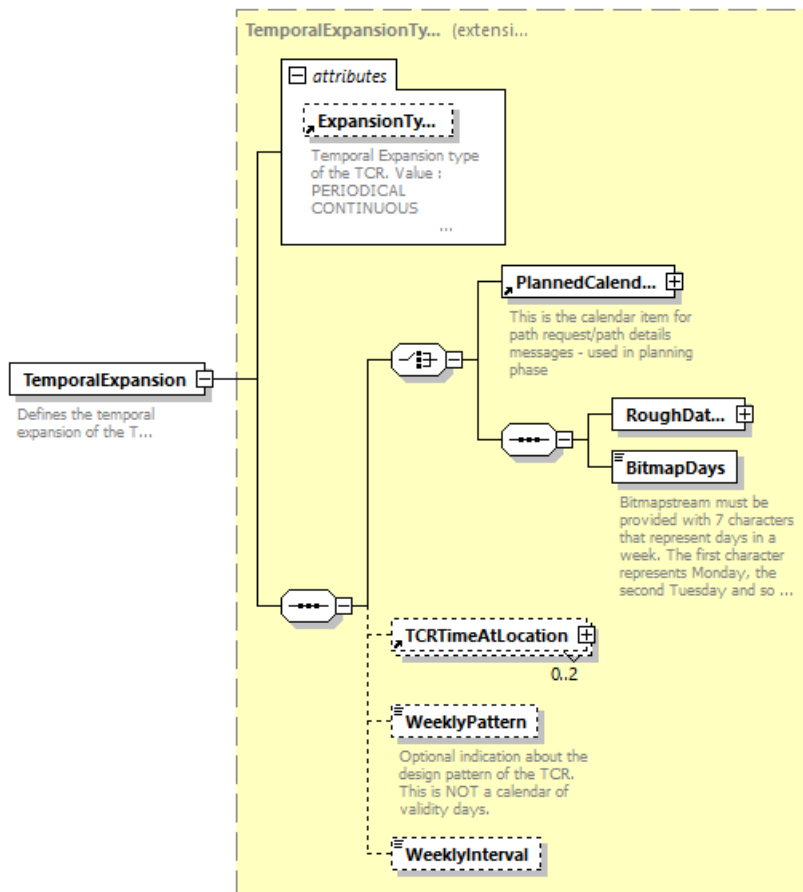 TemporalExpansionTy... (extensi...
attributes
ExpansionTy...
Temporal Expansion type
of the TCR. Value :
PERIODICAL
CONTINUOUS
...
PlannedCalend...
This is the calendar item for
path request/path details
messages - used in planning
phase
TemporalExpansion
Defines the temporal
expansion of the T...
RoughDat...
BitmapDays
Bitmapstream must be
provided with 7 characters
that represent days in a
week. The first character
represents Monday, the
second Tuesday and so ...
TCRTimeAtLocation
0..2
WeeklyPattern
Optional indication about the
design pattern of the TCR.
This is NOT a calendar of
validity days.
WeeklyInterval